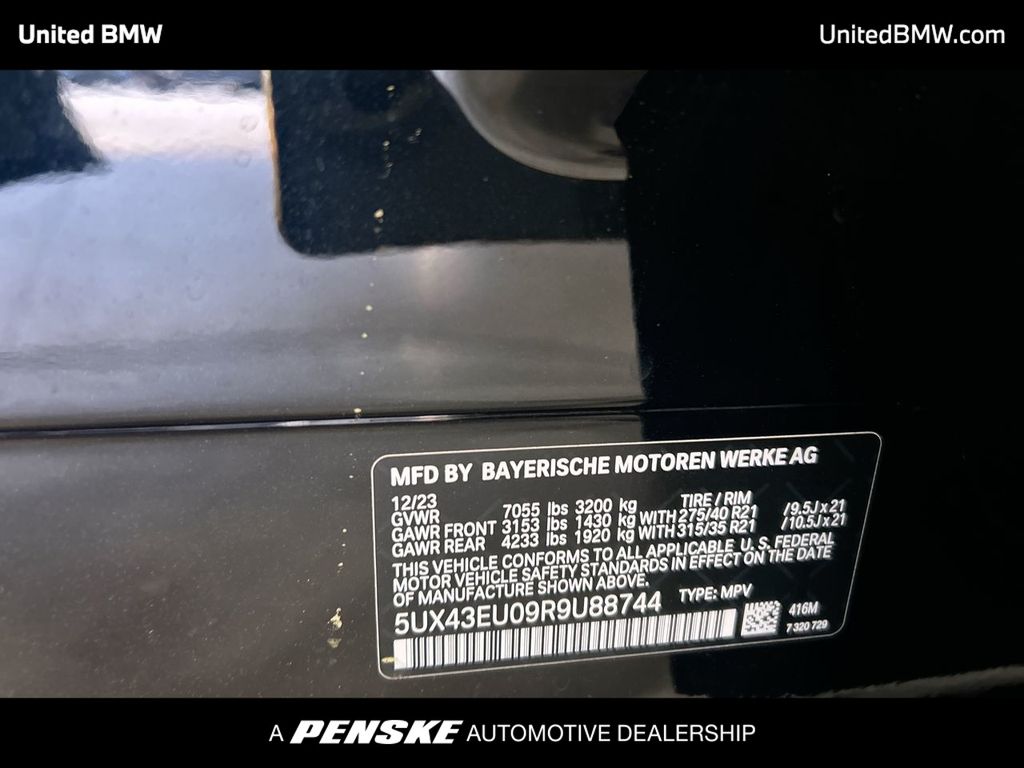 United BMW
UnitedBMW.com
MFD BY BAYERISCHE MOTOREN WERKE AG
12/23 TIRE / RIM
GVWR 7055 lbs 3200 kg
GAWR FRONT 3153 lbs 1430 kg WITH 275/40 R21 /9.5J x 21
GAWR REAR 4233 lbs 1920 kg WITH 315/35 R21 /10.5J x 21
THIS VEHICLE CONFORMS TO ALL APPLICABLE U. S. FEDERAL
MOTOR VEHICLE SAFETY STANDARDS IN EFFECT ON THE DATE
OF MANUFACTURE SHOWN ABOVE.
5UX43EU09R9U88744 TYPE: MPV
416M
7 320 729
A PENSKE AUTOMOTIVE DEALERSHIP